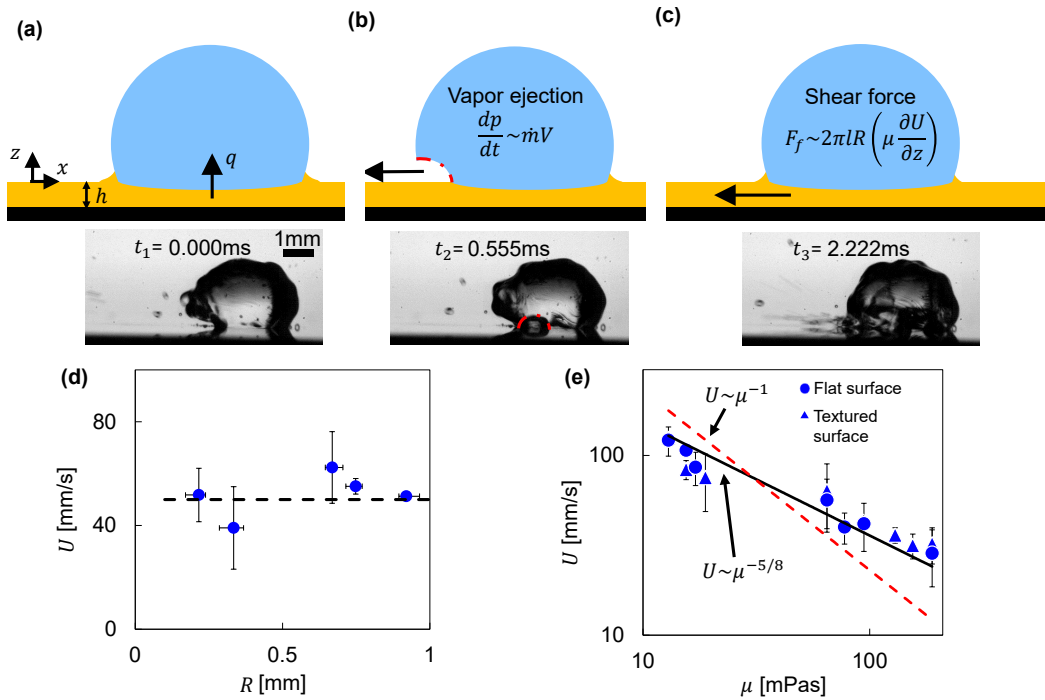 (a)
z
x
h
q
(b)
Vapor ejection
dp/dt ~ṁV
(c)
Shear force
F_f~2πlR (μ ∂U/∂z)
t₁= 0.000ms
1mm
t₂= 0.555ms
t₃= 2.222ms
(d)
80
40
0
U [mm/s]
0
0.5
1
R [mm]
(e)
U~μ⁻¹
Flat surface
Textured
surface
U~μ⁻⁵/⁸
100
10
U [mm/s]
10
100
μ [mPas]